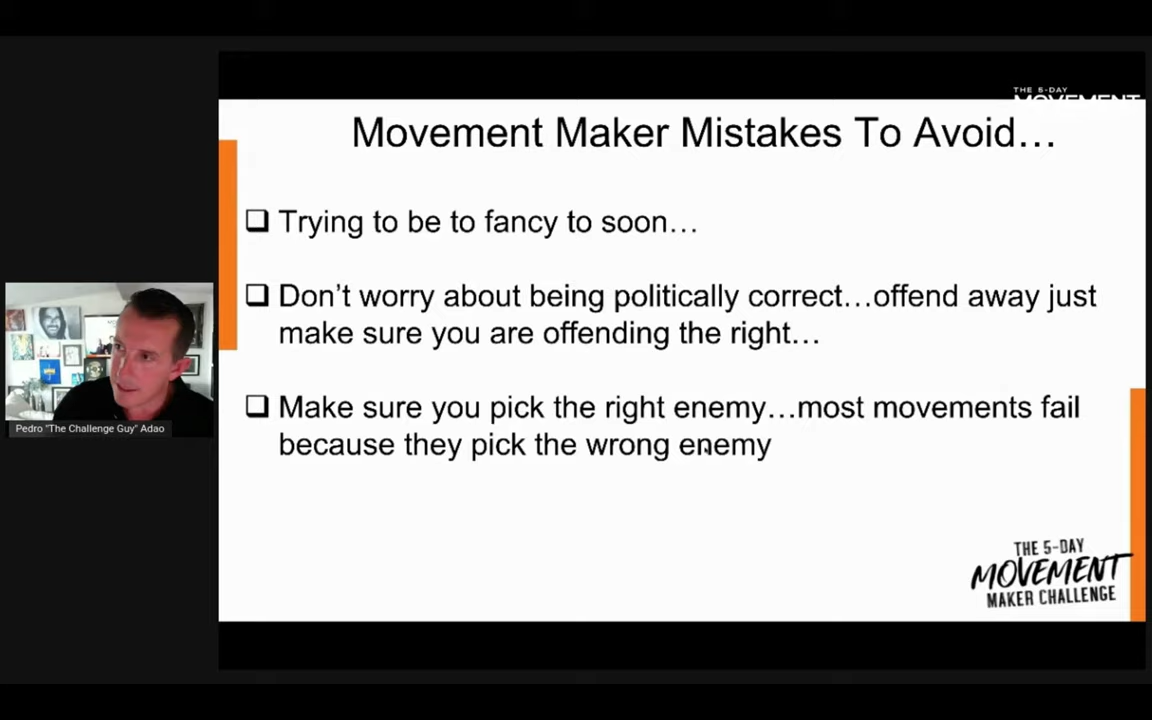 THE 5-DAY
MOVEMENT
Movement Maker Mistakes To Avoid…
Trying to be to fancy to soon…
Don’t worry about being politically correct…offend away just
make sure you are offending the right…
Make sure you pick the right enemy…most movements fail
because they pick the wrong enemy
Pedro "The Challenge Guy" Adao
THE 5-DAY
MOVEMENT
MAKER CHALLENGE